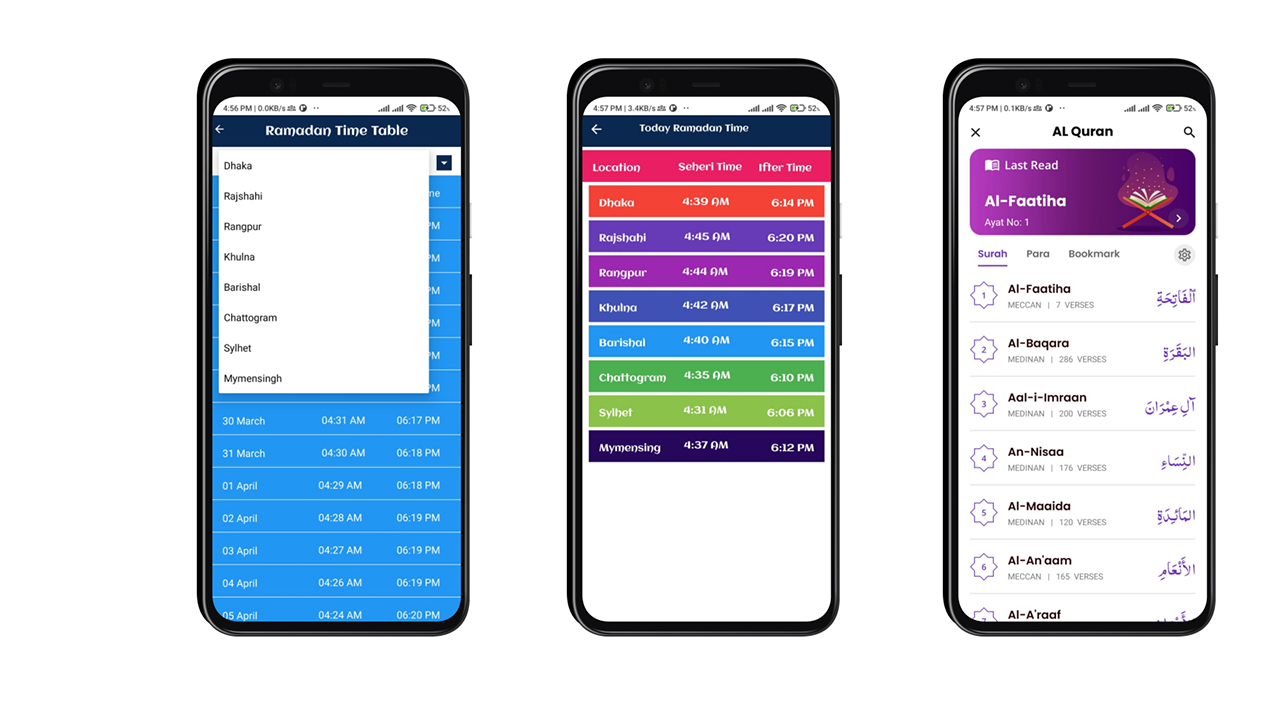 4:56 PM | 0.0KB/s
52%
Ramadan Time Table
Dhaka
Rajshahi
Rangpur
Khulna
Barishal
Chattogram
Sylhet
Mymensingh
ne
PM
PM
PM
PM
PM
PM
30 March 04:31 AM 06:17 PM
31 March 04:30 AM 06:18 PM
01 April 04:29 AM 06:18 PM
02 April 04:28 AM 06:19 PM
03 April 04:27 AM 06:19 PM
04 April 04:26 AM 06:19 PM
05 April 04:24 AM 06:20 PM
4:57 PM | 3.4KB/s
52%
Today Ramadan Time
Location Seheri Time Ifter Time
Dhaka 4:39 AM 6:14 PM
Rajshahi 4:45 AM 6:20 PM
Rangpur 4:44 AM 6:19 PM
Khulna 4:42 AM 6:17 PM
Barishal 4:40 AM 6:15 PM
Chattogram 4:35 AM 6:10 PM
Sylhet 4:31 AM 6:06 PM
Mymensing 4:37 AM 6:12 PM
4:57 PM | 0.1KB/s
52%
AL Quran
Last Read
Al-Faatiha
Ayat No: 1
Surah Para Bookmark
1 Al-Faatiha
MECCAN | 7 VERSES
ٱلْفَاتِحَةِ
2 Al-Baqara
MEDINAN | 286 VERSES
البَقَرَةِ
3 Aal-i-Imraan
MEDINAN | 200 VERSES
آلِ عِمْرَانَ
4 An-Nisaa
MEDINAN | 176 VERSES
النِّسَاءِ
5 Al-Maaida
MEDINAN | 120 VERSES
المَائـِدَةِ
6 Al-An'aam
MECCAN | 165 VERSES
الأَنْعَامِ
7 Al-A'raaf